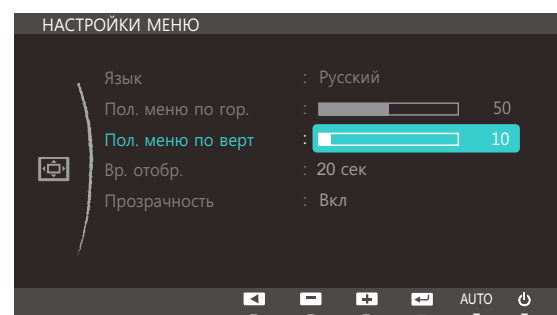 НАСТРОЙКИ МЕНЮ
Язык : Русский
Пол. меню по гор. : 50
Пол. меню по верт : 10
Вр. отобр. : 20 сек
Прозрачность : Вкл
AUTO